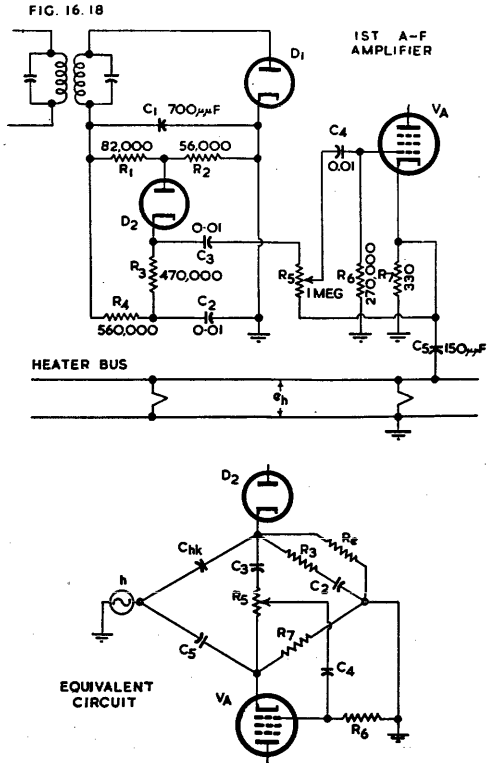 FIG. 16.18
1ST A-F
AMPLIFIER
D1
VA
C1 700μμF
C4
0.01
82,000
56,000
R1
R2
D2
0·01
C3
R3
470,000
R5
1 MEG
R6
270,000
R7
330
R4
560,000
C2
0·01
C5 150μμF
HEATER BUS
eh
D2
Chk
Re
R3
C3
C2
h
R5
R7
C5
C4
EQUIVALENT
CIRCUIT
VA
R6